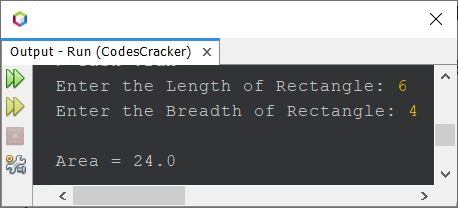 Output - Run (CodesCracker)
Enter the Length of Rectangle: 6
Enter the Breadth of Rectangle: 4
Area = 24.0